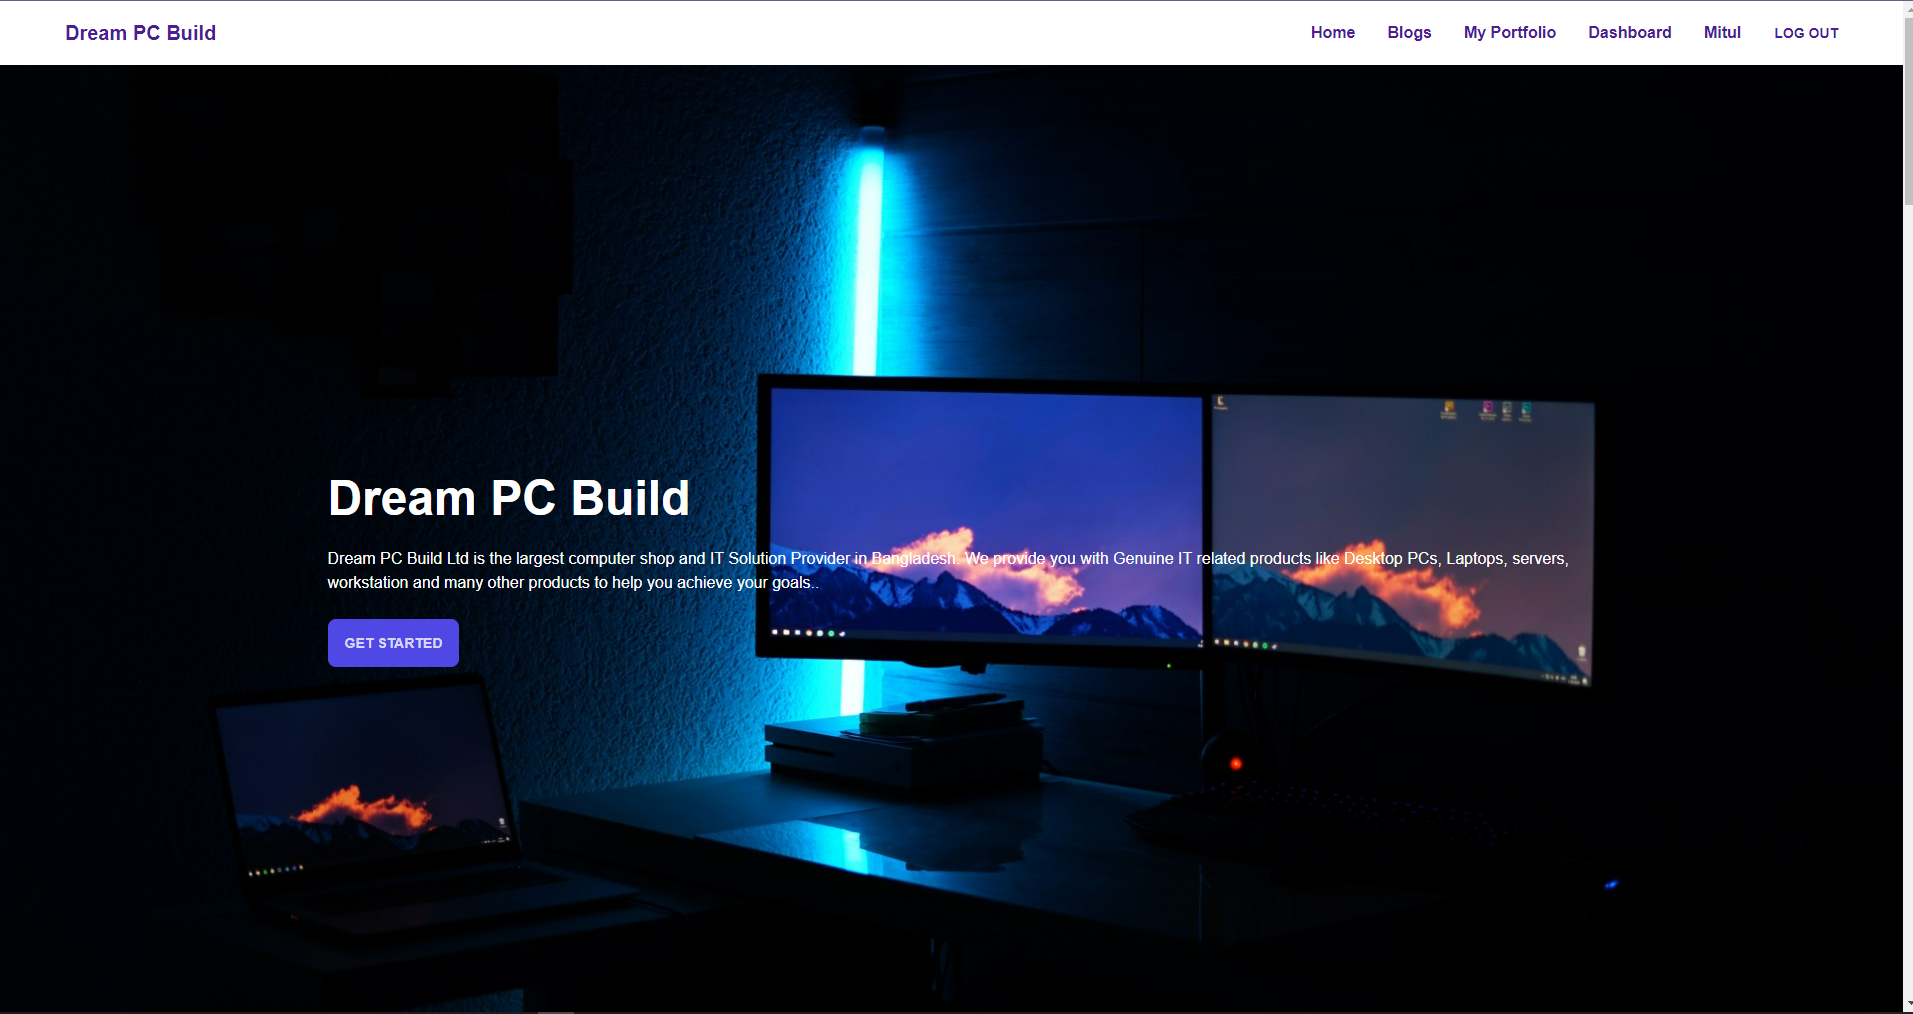 Dream PC Build
Home Blogs My Portfolio Dashboard Mitul LOG OUT
Dream PC Build
Dream PC Build Ltd is the largest computer shop and IT Solution Provider in Bangladesh. We provide you with Genuine IT related products like Desktop PCs, Laptops, servers,
workstation and many other products to help you achieve your goals..
GET STARTED